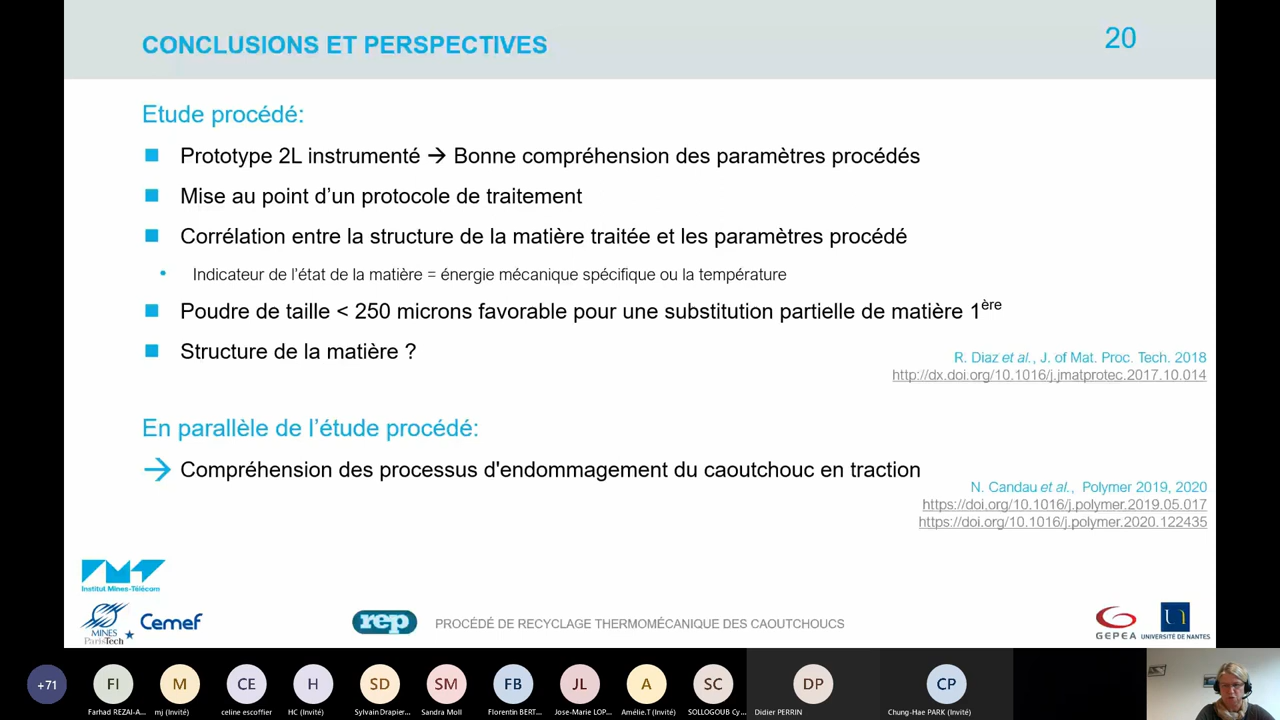 CONCLUSIONS ET PERSPECTIVES
20
Etude procédé:
Prototype 2L instrumenté → Bonne compréhension des paramètres procédés
Mise au point d’un protocole de traitement
Corrélation entre la structure de la matière traitée et les paramètres procédé
Indicateur de l’état de la matière = énergie mécanique spécifique ou la température
Poudre de taille < 250 microns favorable pour une substitution partielle de matière 1ère
Structure de la matière ?
R. Diaz et al., J. of Mat. Proc. Tech. 2018
http://dx.doi.org/10.1016/j.jmatprotec.2017.10.014
En parallèle de l’étude procédé:
→ Compréhension des processus d'endommagement du caoutchouc en traction
N. Candau et al., Polymer 2019, 2020
https://doi.org/10.1016/j.polymer.2019.05.017
https://doi.org/10.1016/j.polymer.2020.122435
Institut Mines-Télécom
MINES
ParisTech
Cemef
rep
PROCÉDÉ DE RECYCLAGE THERMOMÉCANIQUE DES CAOUTCHOUCS
GEPEA
UNIVERSITÉ DE NANTES
+71
FI
M
CE
H
SD
SM
FB
JL
A
SC
DP
CP
Farhad REZAI-A...
mj (Invité)
celine escoffier
HC (Invité)
Sylvain Drapier...
Sandra Moll
Florentin BERT...
Jose-Marie LOP...
Amélie.T (Invité)
SOLLOGOUB Cy...
Didier PERRIN
Chung-Hae PARK (Invité)